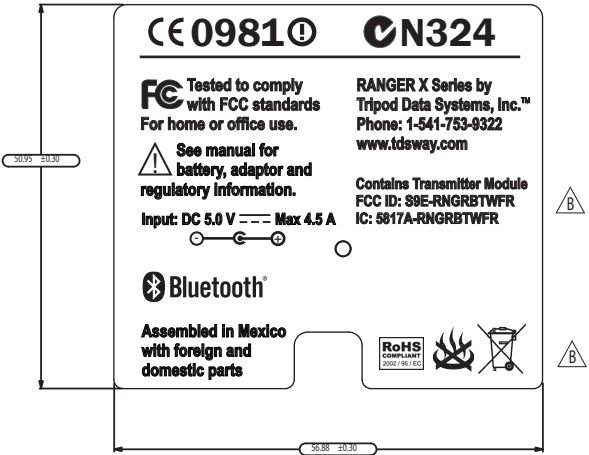 CE 0981 N324
FC Tested to comply
with FCC standards
For home or office use.
See manual for
battery, adaptor and
regulatory information.
Input: DC 5.0 V Max 4.5 A
- +
Bluetooth®
Assembled in Mexico
with foreign and
domestic parts
RANGER X Series by
Tripod Data Systems, Inc.™
Phone: 1-541-753-9322
www.tdsway.com
Contains Transmitter Module
FCC ID: S9E-RNGRBTWFR
IC: 5817A-RNGRBTWFR
RoHS
COMPLIANT
2002 / 95 / EC
B
B
50.95 ±0.30
56.88 ±0.30